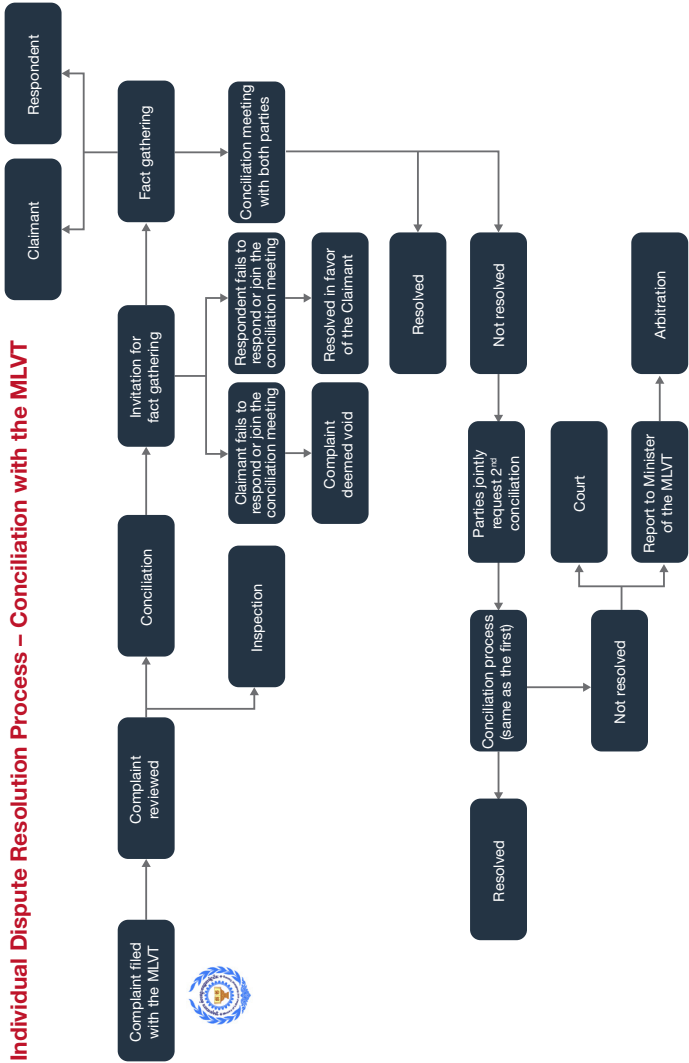 Individual Dispute Resolution Process – Conciliation with the MLVT
Complaint filed
with the MLVT
Complaint
reviewed
Conciliation
Inspection
Invitation for
fact gathering
Fact gathering
Claimant
Respondent
Claimant fails to
respond or join the
conciliation meeting
Complaint
deemed void
Respondent fails to
respond or join the
conciliation meeting
Resolved in favor
of the Claimant
Conciliation meeting
with both parties
Resolved
Not resolved
Parties jointly
request 2nd
conciliation
Conciliation process
(same as the first)
Resolved
Not resolved
Court
Report to Minister
of the MLVT
Arbitration